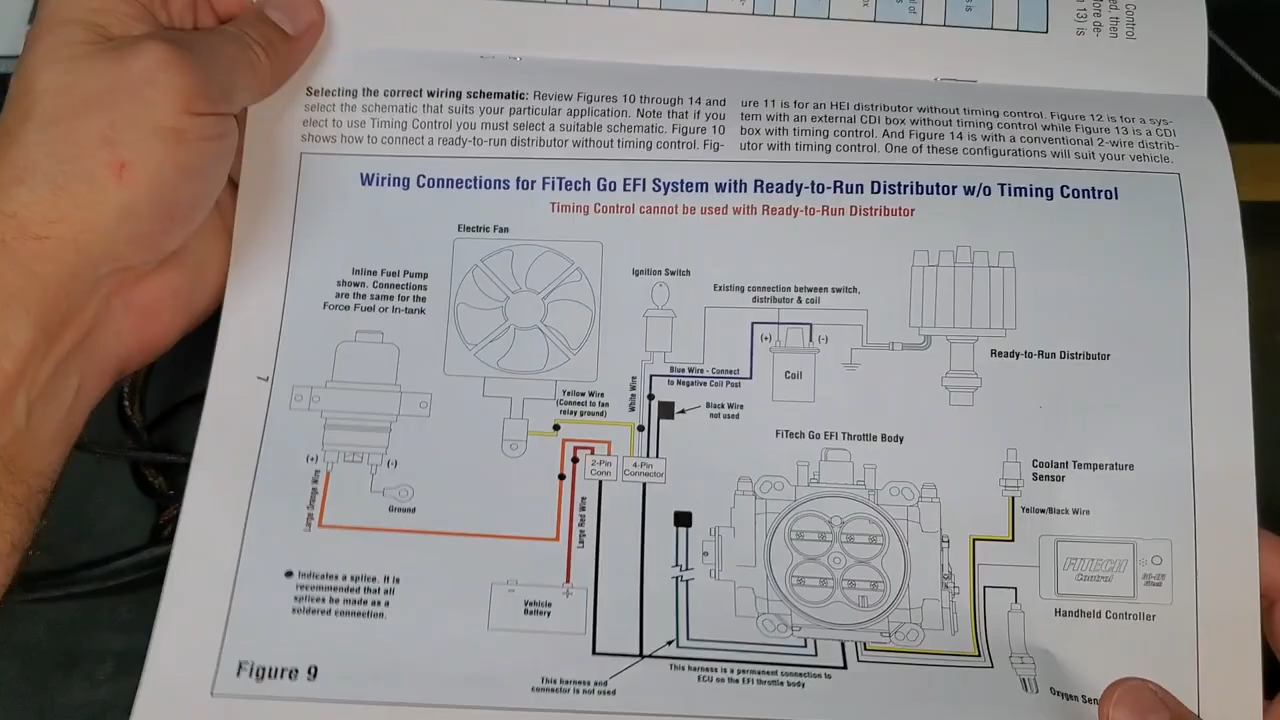 Control
ed, then
13) is
Selecting the correct wiring schematic: Review Figures 10 through 14 and
select the schematic that suits your particular application. Note that if you
elect to use Timing Control you must select a suitable schematic. Figure 10
shows how to connect a ready-to-run distributor without timing control. Fig-
ure 11 is for an HEI distributor without timing control. Figure 12 is for a sys-
tem with an external CDI box without timing control while Figure 13 is a CDI
box with timing control. And Figure 14 is with a conventional 2-wire distrib-
utor with timing control. One of these configurations will suit your vehicle.
Wiring Connections for FiTech Go EFI System with Ready-to-Run Distributor w/o Timing Control
Timing Control cannot be used with Ready-to-Run Distributor
Electric Fan
Inline Fuel Pump
shown. Connections
are the same for the
Force Fuel or In-tank
Ignition Switch
Existing connection between switch,
distributor & coil
(+)
(-)
Coil
Ready-to-Run Distributor
Blue Wire - Connect
to Negative Coil Post
White Wire
Yellow Wire
(Connect to fan
relay ground)
Black Wire
not used
2-Pin
Conn
4-Pin
Connector
(+)
(-)
Ground
Large Orange Wire
Large Red Wire
FiTech Go EFI Throttle Body
Coolant Temperature
Sensor
Yellow/Black Wire
FITECH
Control
Handheld Controller
Indicates a splice. It is
recommended that all
splices be made as a
soldered connection.
Vehicle
Battery
- +
This harness and
connector is not used
This harness is a permanent connection to
ECU on the EFI throttle body
Oxygen Sen
Figure 9
7